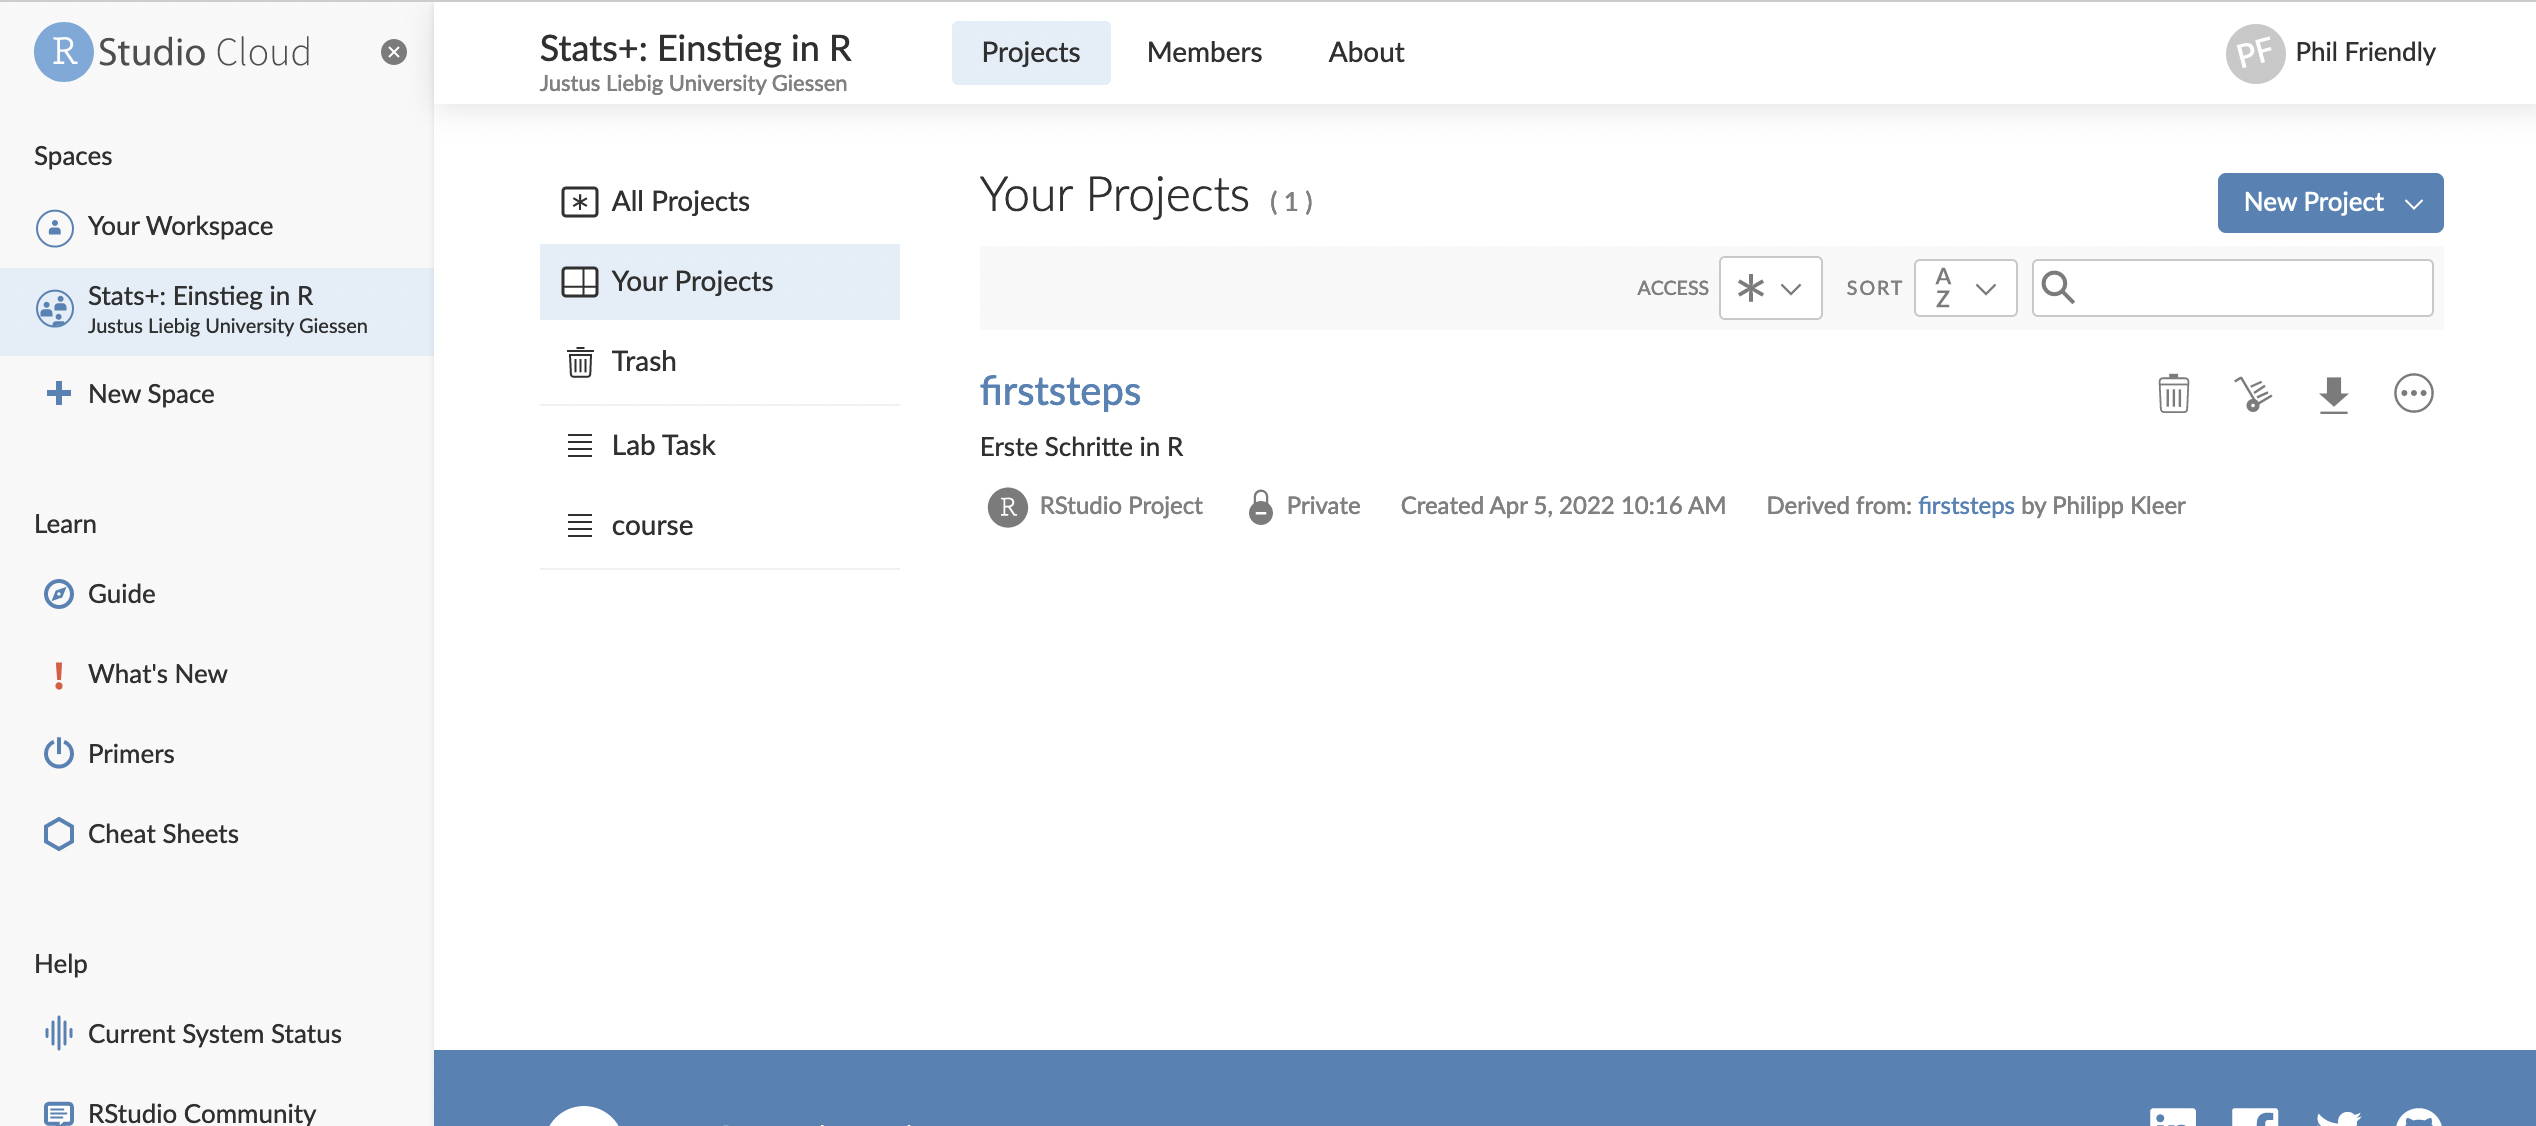 R Studio Cloud
Spaces
Your Workspace
Stats+: Einstieg in R
Justus Liebig University Giessen
New Space
Learn
Guide
What's New
Primers
Cheat Sheets
Help
Current System Status
RStudio Community
Stats+: Einstieg in R
Justus Liebig University Giessen
Projects
Members
About
PF
Phil Friendly
All Projects
Your Projects
Trash
Lab Task
course
Your Projects (1)
New Project
ACCESS
SORT
A
Z
firststeps
Erste Schritte in R
R RStudio Project Private Created Apr 5, 2022 10:16 AM Derived from: firststeps by Philipp Kleer